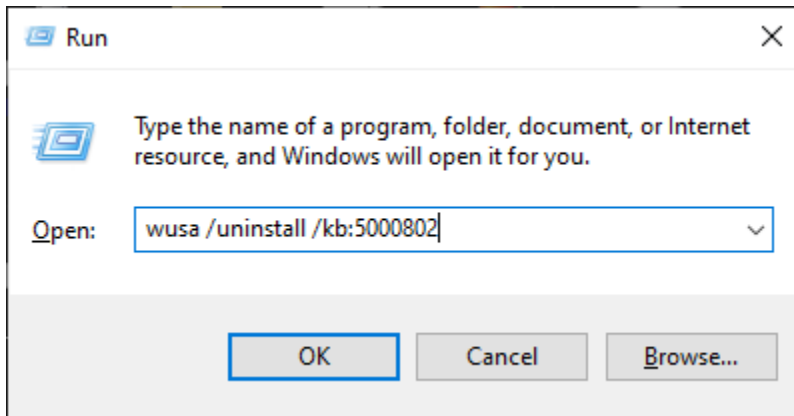 Run
Type the name of a program, folder, document, or Internet
resource, and Windows will open it for you.
Open: wusa /uninstall /kb:5000802
OK Cancel Browse...